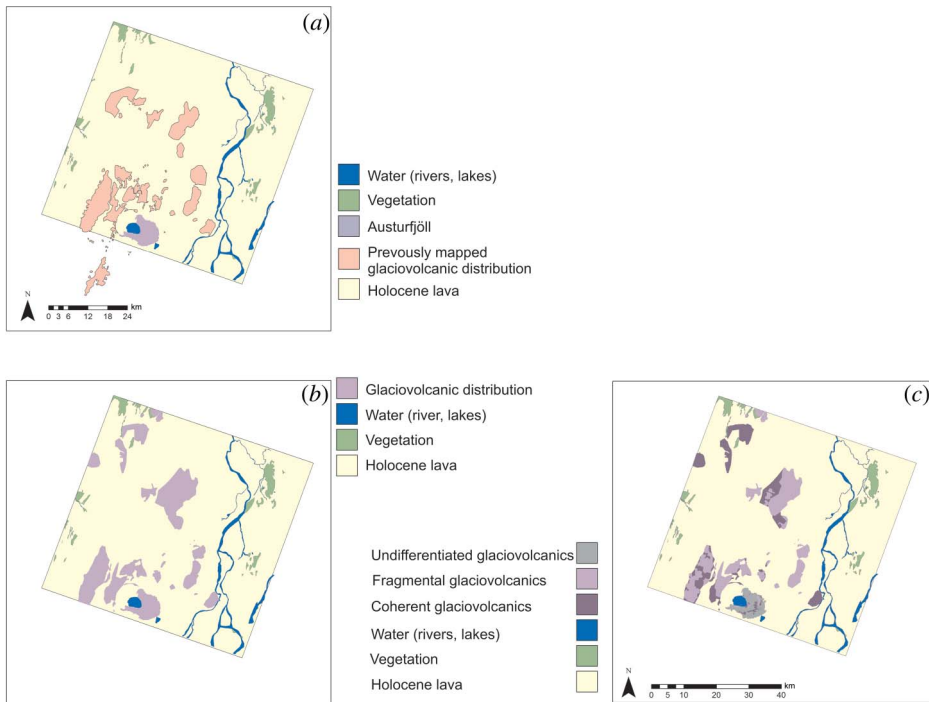 (a)
Water (rivers, lakes)
Vegetation
Austurfjöll
Prevously mapped
glaciovolcanic distribution
Holocene lava
N
km
0 3 6 12 18 24
(b)
Glaciovolcanic distribution
Water (river, lakes)
Vegetation
Holocene lava
(c)
Undifferentiated glaciovolcanics
Fragmental glaciovolcanics
Coherent glaciovolcanics
Water (rivers, lakes)
Vegetation
Holocene lava
N
km
0 5 10 20 30 40